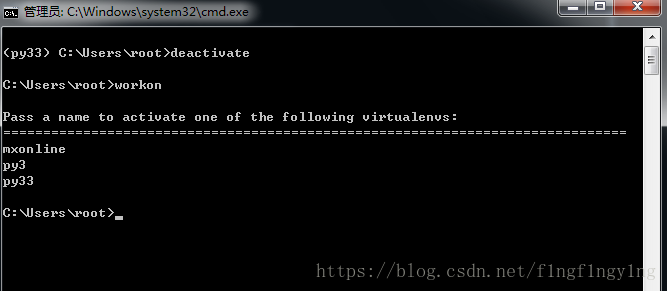 管理员: C:\Windows\system32\cmd.exe
(py33) C:\Users\root>deactivate
C:\Users\root>workon
Pass a name to activate one of the following virtualenvs:
==============================================================================
mxonline
py3
py33
C:\Users\root>
https://blog.csdn.net/f1ngf1ngy1ng